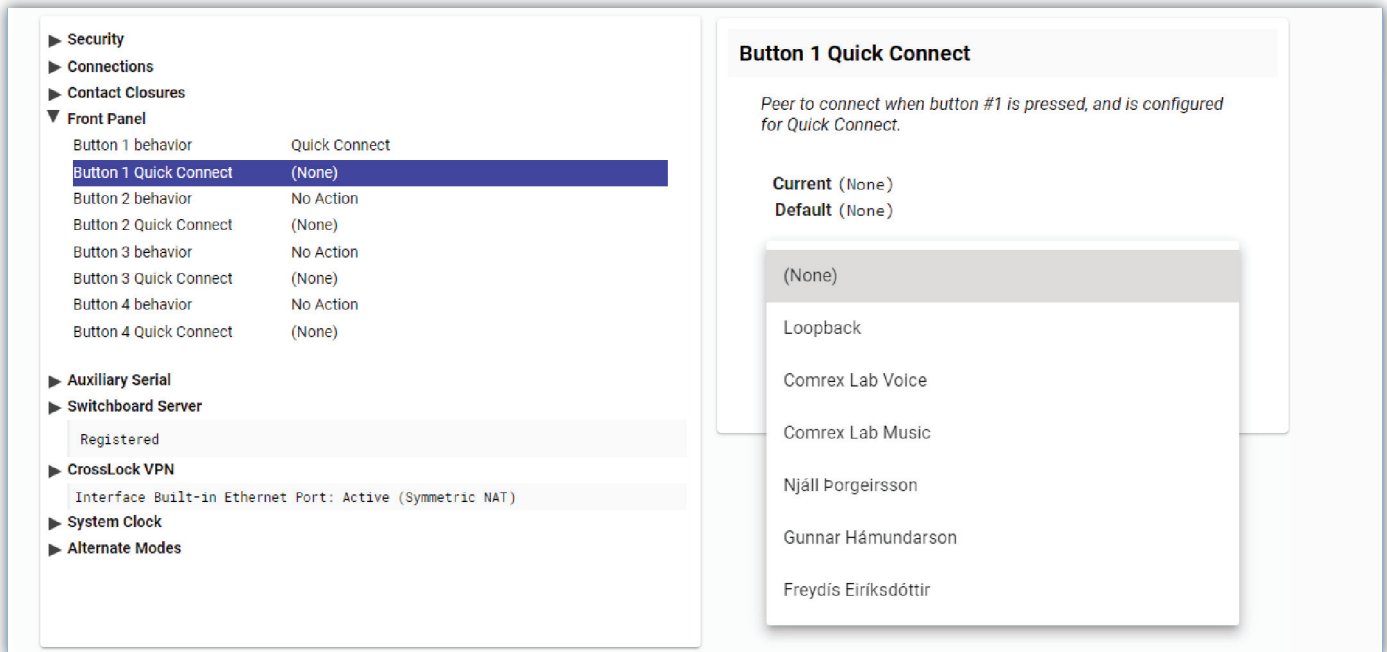 Security
Connections
Contact Closures
Front Panel
Button 1 behavior Quick Connect
Button 1 Quick Connect (None)
Button 2 behavior No Action
Button 2 Quick Connect (None)
Button 3 behavior No Action
Button 3 Quick Connect (None)
Button 4 behavior No Action
Button 4 Quick Connect (None)
Auxiliary Serial
Switchboard Server
Registered
CrossLock VPN
Interface Built-in Ethernet Port: Active (Symmetric NAT)
System Clock
Alternate Modes
Button 1 Quick Connect
Peer to connect when button #1 is pressed, and is configured
for Quick Connect.
Current (None)
Default (None)
(None)
Loopback
Comrex Lab Voice
Comrex Lab Music
Njáll Þorgeirsson
Gunnar Hámundarson
Freydís Eiríksdóttir